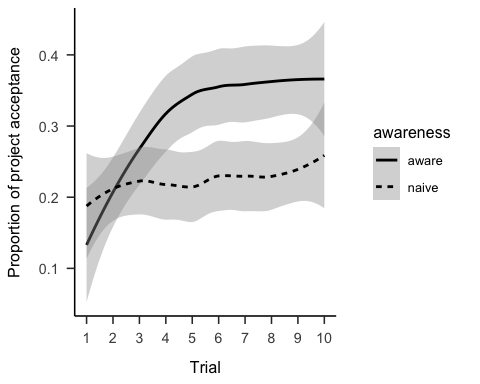 Proportion of project acceptance
0.4
0.3
0.2
0.1
1 2 3 4 5 6 7 8 9 10
Trial
awareness
aware
naive